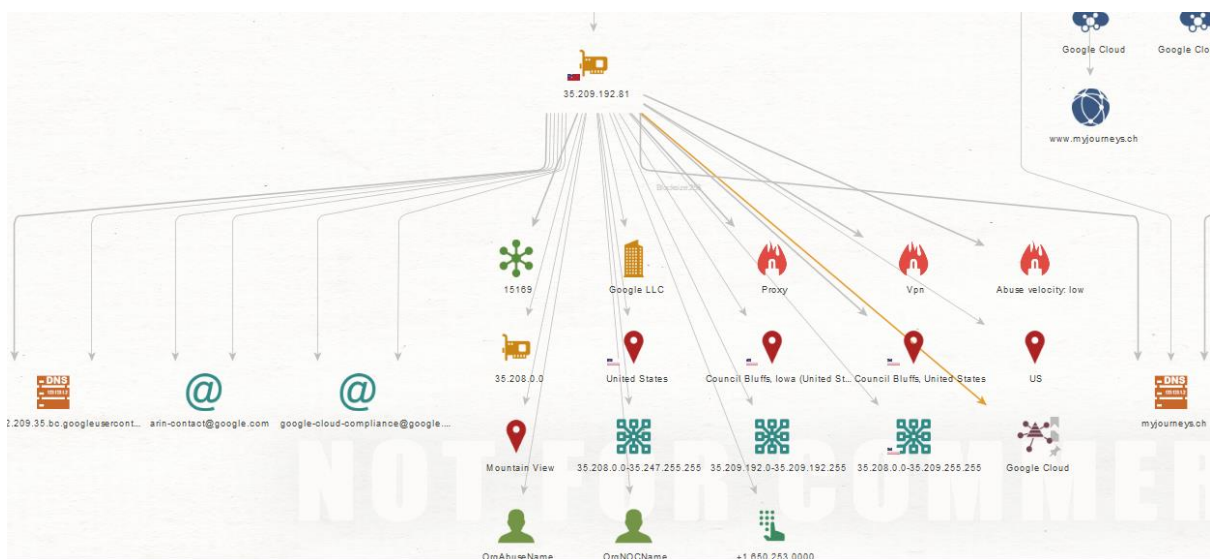 Google Cloud
Google Clo
35.209.192.81
www.myjourneys.ch
15169
Google LLC
Proxy
Vpn
Abuse velocity: low
35.208.0.0
United States
Council Bluffs, Iowa (United St...
Council Bluffs, United States
US
DNS
2.209.35.bc.googleusercont...
@
arin-contact@google.com
@
google-cloud-compliance@google....
DNS
myjourneys.ch
Mountain View
35.208.0.0-35.247.255.255
35.209.192.0-35.209.192.255
35.208.0.0-35.209.255.255
Google Cloud
NOT FOR COMMER
OrgAbuseName
OrgNOCName
+1 650 253 0000